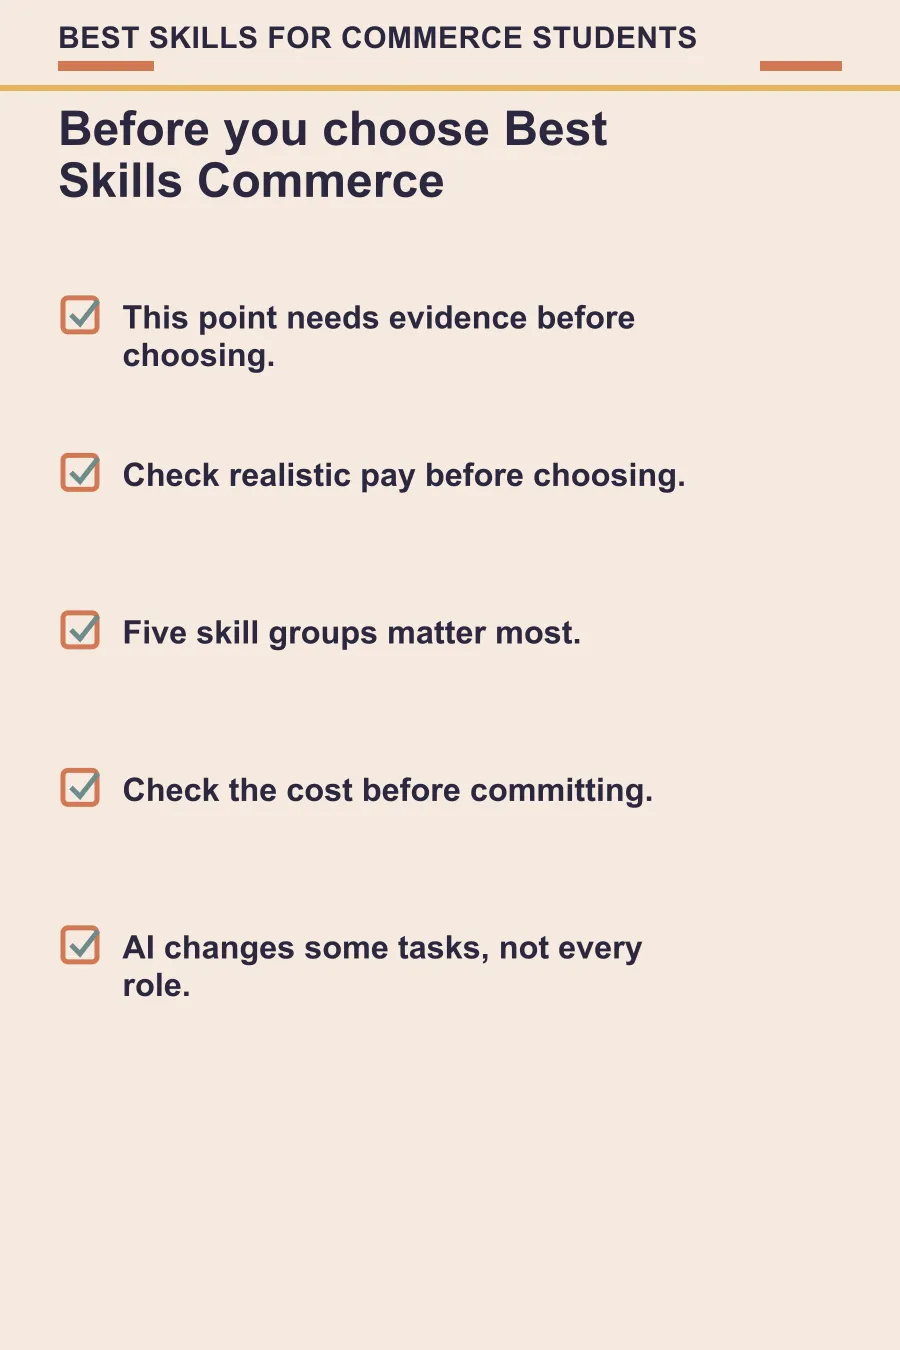 BEST SKILLS FOR COMMERCE STUDENTS
Before you choose Best
Skills Commerce
This point needs evidence before
choosing.
Check realistic pay before choosing.
Five skill groups matter most.
Check the cost before committing.
AI changes some tasks, not every
role.